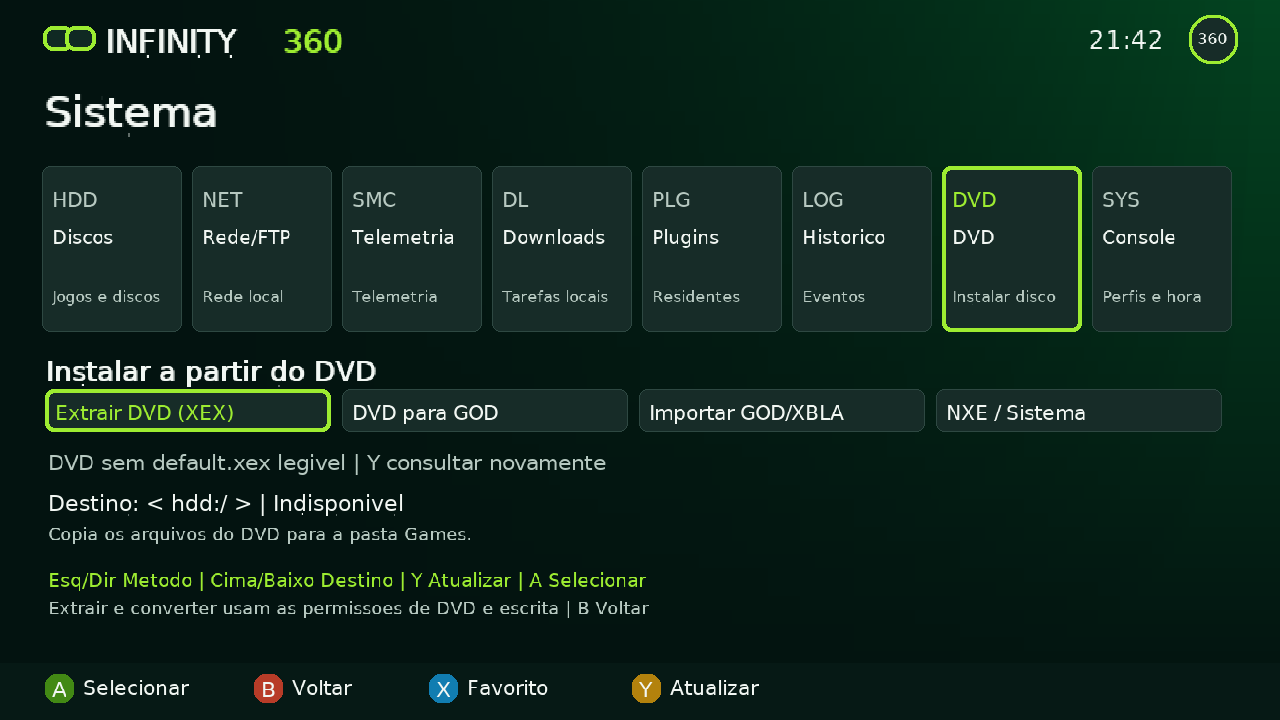 INFINITY 360
21:42
360
Sistema
HDD
Discos
Jogos e discos
NET
Rede/FTP
Rede local
SMC
Telemetria
Telemetria
DL
Downloads
Tarefas locais
PLG
Plugins
Residentes
LOG
Historico
Eventos
DVD
DVD
Instalar disco
SYS
Console
Perfis e hora
Instalar a partir do DVD
Extrair DVD (XEX)
DVD para GOD
Importar GOD/XBLA
NXE / Sistema
DVD sem default.xex legivel | Y consultar novamente
Destino: < hdd:/ > | Indisponivel
Copia os arquivos do DVD para a pasta Games.
Esq/Dir Metodo | Cima/Baixo Destino | Y Atualizar | A Selecionar
Extrair e converter usam as permissoes de DVD e escrita | B Voltar
A Selecionar
B Voltar
X Favorito
Y Atualizar